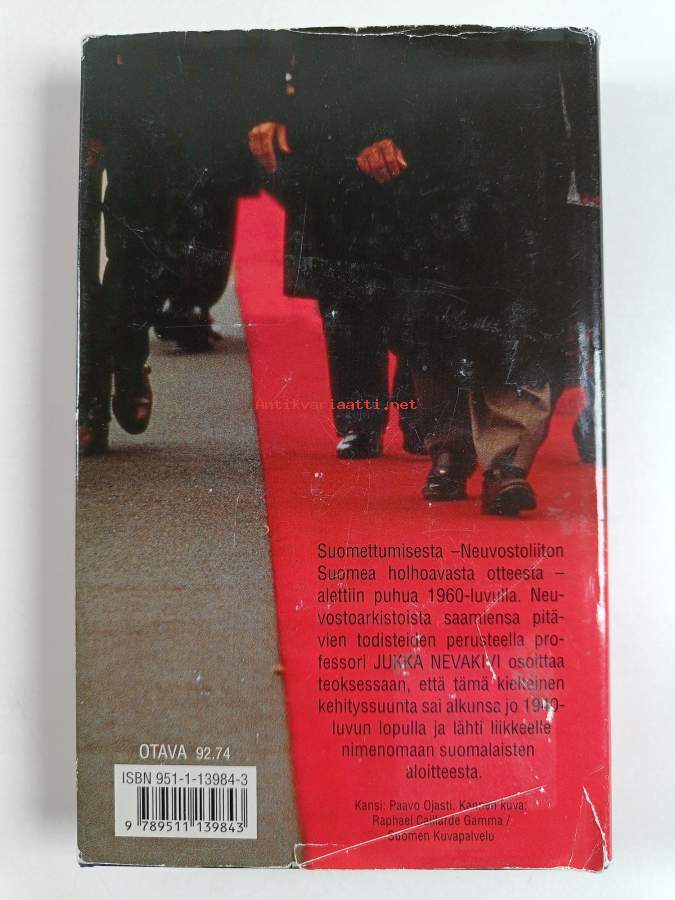 Antikvariaatti.net
Suomettumisesta –Neuvostoliiton
Suomea holhoavasta otteesta –
alettiin puhua 1960-luvulla. Neu-
vostoarkistoista saamiensa pitä-
vien todisteiden perusteella pro-
fessori JUKKA NEVAKIVI osoittaa
teoksessaan, että tämä kielteinen
kehityssuunta sai alkunsa jo 1940-
luvun lopulla ja lähti liikkeelle
nimenomaan suomalaisten
aloitteesta.
OTAVA 92.74
ISBN 951-1-13984-3
9 789511 139843
Kansi: Paavo Ojasti. Kannen kuva:
Raphael Gaillarde Gamma /
Suomen Kuvapalvelu